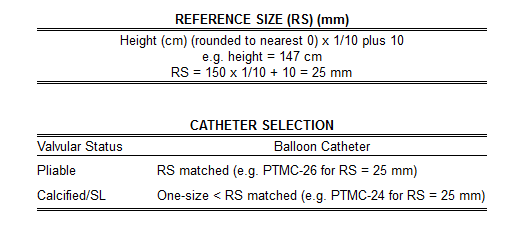 REFERENCE SIZE (RS) (mm)
Height (cm) (rounded to nearest 0) x 1/10 plus 10
e.g. height = 147 cm
RS = 150 x 1/10 + 10 = 25 mm
CATHETER SELECTION
Valvular Status Balloon Catheter
Pliable RS matched (e.g. PTMC-26 for RS = 25 mm)
Calcified/SL One-size < RS matched (e.g. PTMC-24 for RS = 25 mm)